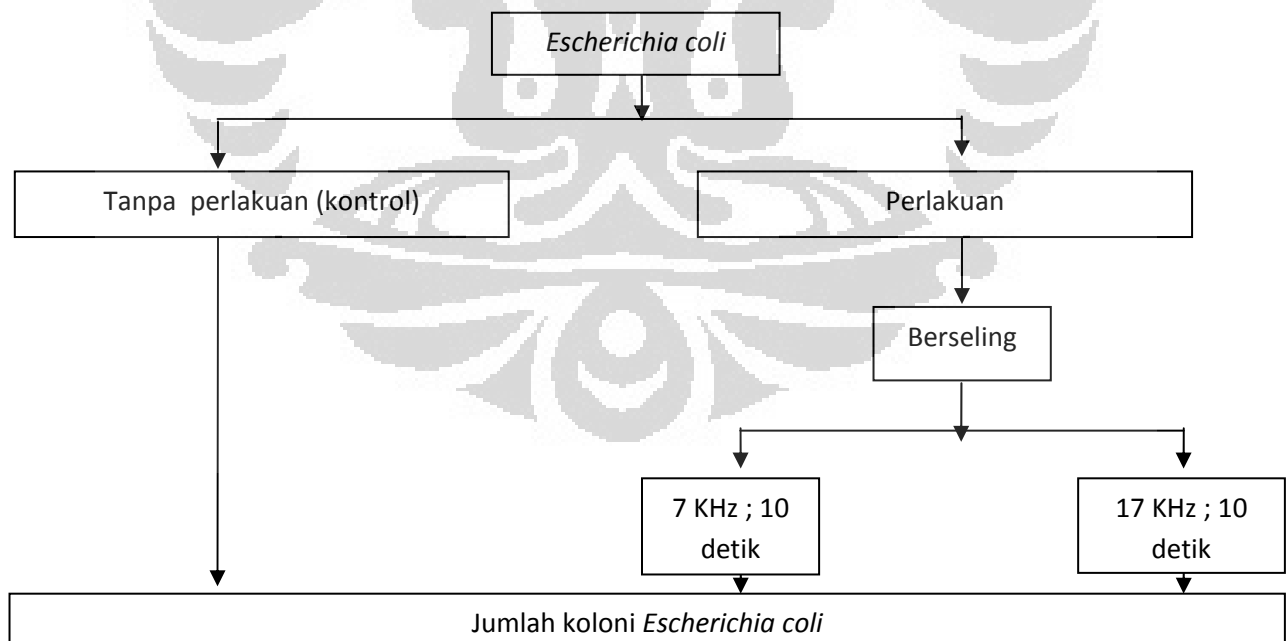 Escherichia coli
Tanpa perlakuan (kontrol)
Perlakuan
Berseling
7 KHz ; 10
detik
17 KHz ; 10
detik
Jumlah koloni Escherichia coli